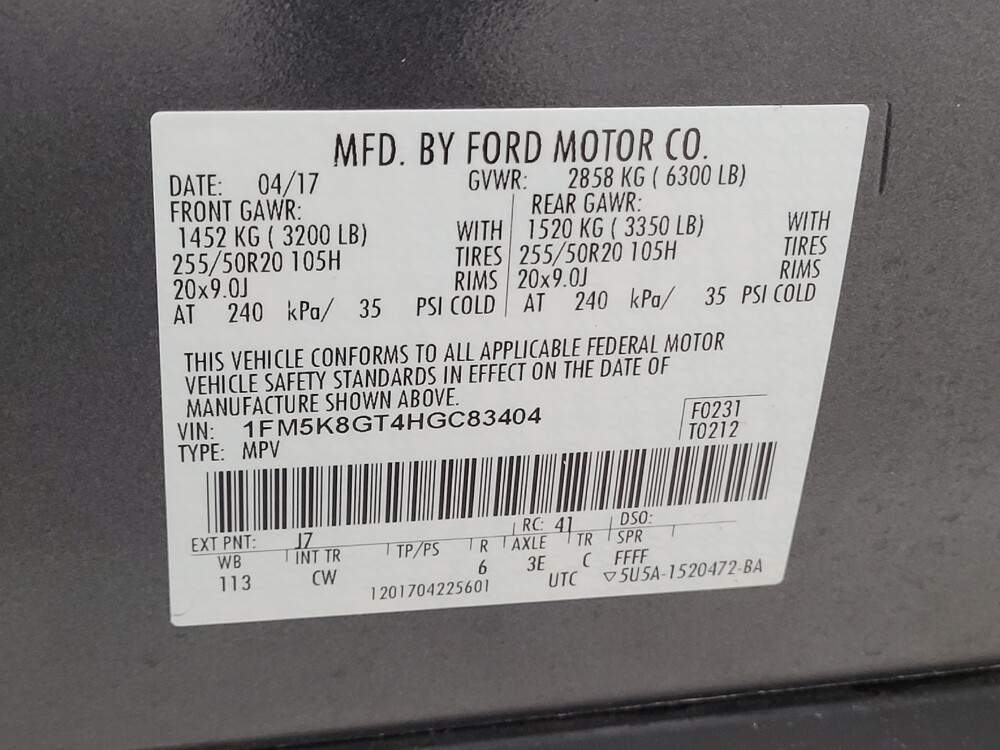 MFD. BY FORD MOTOR CO.
DATE: 04/17 GVWR: 2858 KG ( 6300 LB)
FRONT GAWR: REAR GAWR:
1452 KG ( 3200 LB) WITH 1520 KG ( 3350 LB) WITH
255/50R20 105H TIRES 255/50R20 105H TIRES
20x9.0J RIMS 20x9.0J RIMS
AT 240 kPa/ 35 PSI COLD AT 240 kPa/ 35 PSI COLD
THIS VEHICLE CONFORMS TO ALL APPLICABLE FEDERAL MOTOR
VEHICLE SAFETY STANDARDS IN EFFECT ON THE DATE OF
MANUFACTURE SHOWN ABOVE.
VIN: 1FM5K8GT4HGC83404 F0231
TYPE: MPV T0212
EXT PNT: J7 RC: 41 DSO:
WB INT TR TP/PS R AXLE TR SPR
113 CW 6 3E C FFFF
1201704225601 UTC ▽5U5A-1520472-BA